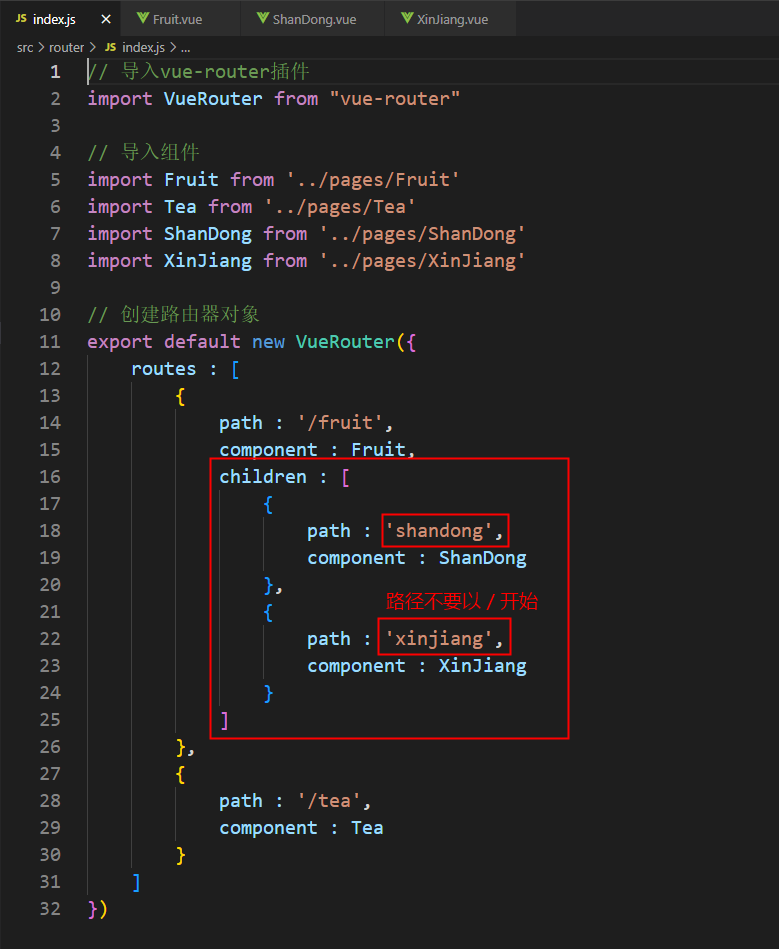 JS index.js × Fruit.vue ShanDong.vue XinJiang.vue
src > router > JS index.js > ...
1 // 导入vue-router插件
2 import VueRouter from "vue-router"
3
4 // 导入组件
5 import Fruit from '../pages/Fruit'
6 import Tea from '../pages/Tea'
7 import ShanDong from '../pages/ShanDong'
8 import XinJiang from '../pages/XinJiang'
9
10 // 创建路由器对象
11 export default new VueRouter({
12 routes : [
13 {
14 path : '/fruit',
15 component : Fruit,
16 children : [
17 {
18 path : 'shandong',
19 component : ShanDong
20 },
路径不要以 / 开始
21 {
22 path : 'xinjiang',
23 component : XinJiang
24 }
25 ]
26 },
27 {
28 path : '/tea',
29 component : Tea
30 }
31 ]
32 })